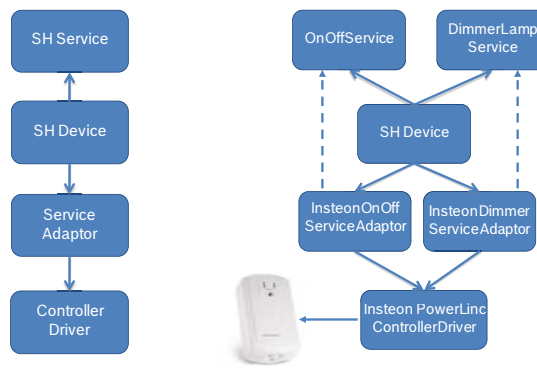 SH Service
SH Device
Service
Adaptor
Controller
Driver
OnOffService
DimmerLamp
Service
SH Device
InsteonOnOff
ServiceAdaptor
InsteonDimmer
ServiceAdaptor
Insteon PowerLinc
ControllerDriver